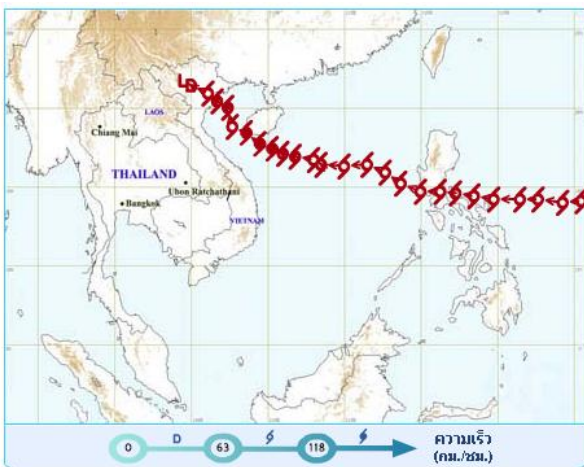 L D
LAOS
Chiang Mai
THAILAND
Ubon Ratchathani
Bangkok
VIETNAM
D
0 63 118
ความเร็ว
(กม./ชม.)